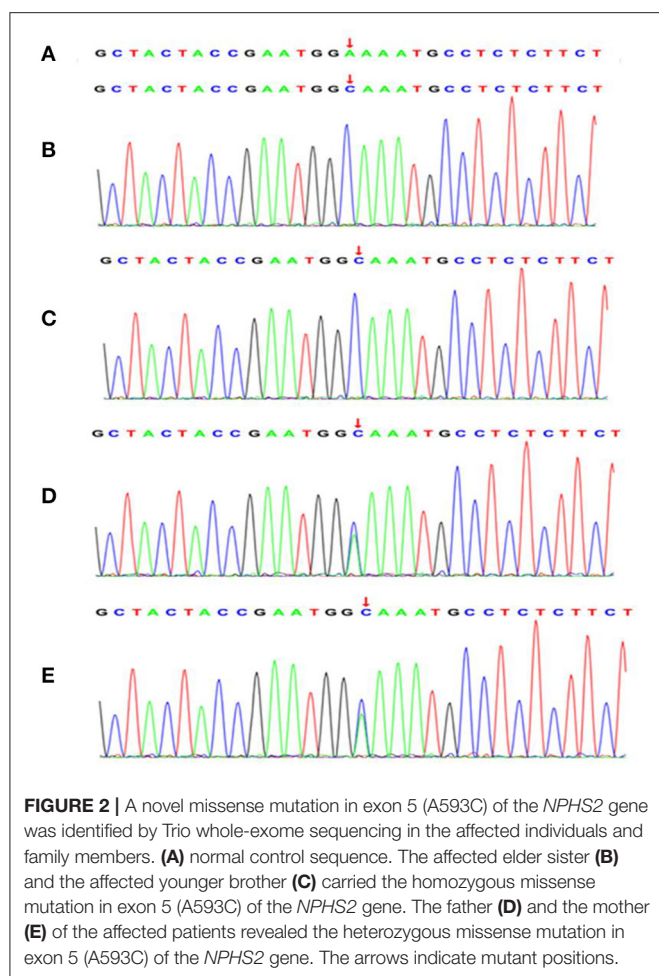 A
GCTACTACCGAATGGAAAATGCCTCTCTTCT
GCTACTACCGAATGGCAAATGCCTCTCTTCT
B
GCTACTACCGAATGGCAAATGCCTCTCTTCT
C
GCTACTACCGAATGGCAAATGCCTCTCTTCT
D
GCTACTACCGAATGGCAAATGCCTCTCTTCT
E
FIGURE 2 | A novel missense mutation in exon 5 (A593C) of the NPHS2 gene
was identified by Trio whole-exome sequencing in the affected individuals and
family members. (A) normal control sequence. The affected elder sister (B)
and the affected younger brother (C) carried the homozygous missense
mutation in exon 5 (A593C) of the NPHS2 gene. The father (D) and the mother
(E) of the affected patients revealed the heterozygous missense mutation in
exon 5 (A593C) of the NPHS2 gene. The arrows indicate mutant positions.